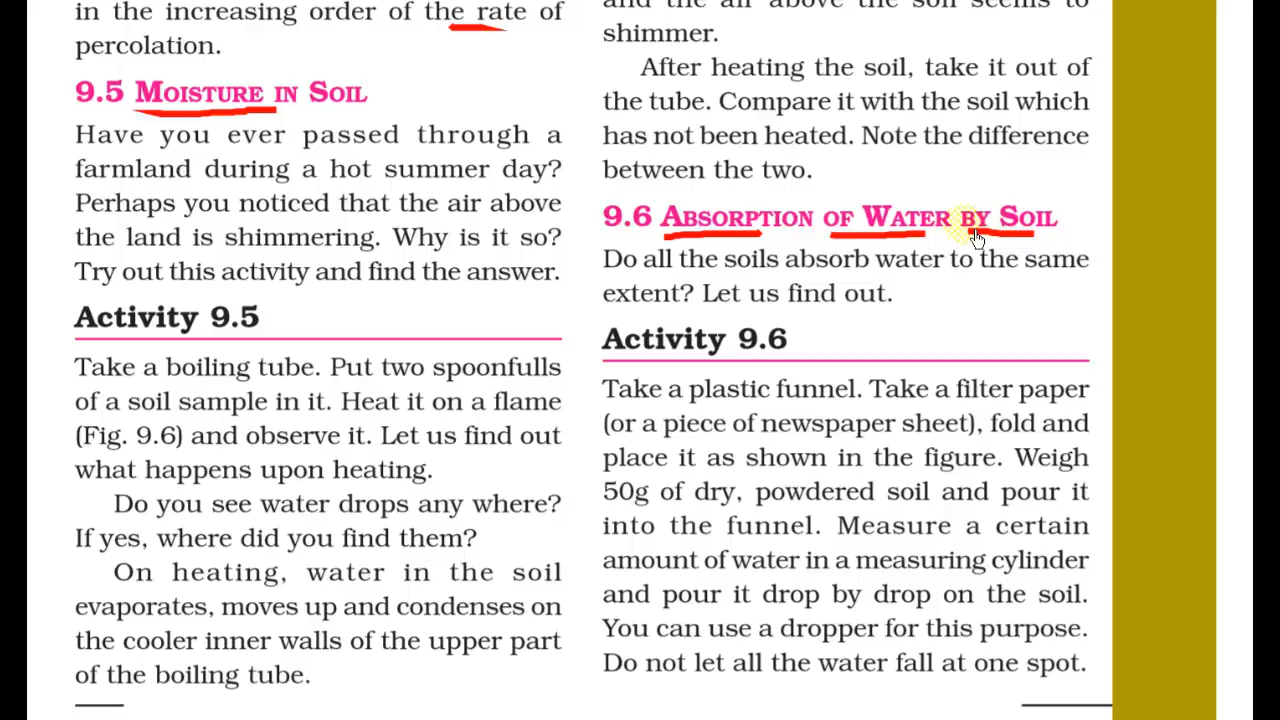 in the increasing order of the rate of
percolation.
9.5 Moisture in Soil
Have you ever passed through a
farmland during a hot summer day?
Perhaps you noticed that the air above
the land is shimmering. Why is it so?
Try out this activity and find the answer.
Activity 9.5
Take a boiling tube. Put two spoonfulls
of a soil sample in it. Heat it on a flame
(Fig. 9.6) and observe it. Let us find out
what happens upon heating.
Do you see water drops any where?
If yes, where did you find them?
On heating, water in the soil
evaporates, moves up and condenses on
the cooler inner walls of the upper part
of the boiling tube.
and the air above the soil seems to
shimmer.
After heating the soil, take it out of
the tube. Compare it with the soil which
has not been heated. Note the difference
between the two.
9.6 Absorption of Water by Soil
Do all the soils absorb water to the same
extent? Let us find out.
Activity 9.6
Take a plastic funnel. Take a filter paper
(or a piece of newspaper sheet), fold and
place it as shown in the figure. Weigh
50g of dry, powdered soil and pour it
into the funnel. Measure a certain
amount of water in a measuring cylinder
and pour it drop by drop on the soil.
You can use a dropper for this purpose.
Do not let all the water fall at one spot.